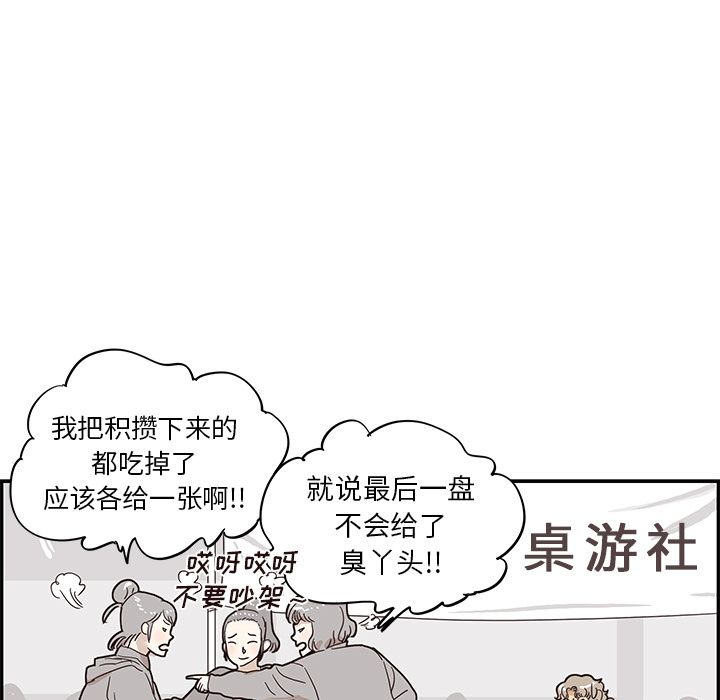 我把积攒下来的
都吃掉了
应该各给一张啊!!
就说最后一盘
不会给了
臭丫头!!
哎呀哎呀
不要吵架~
桌游社